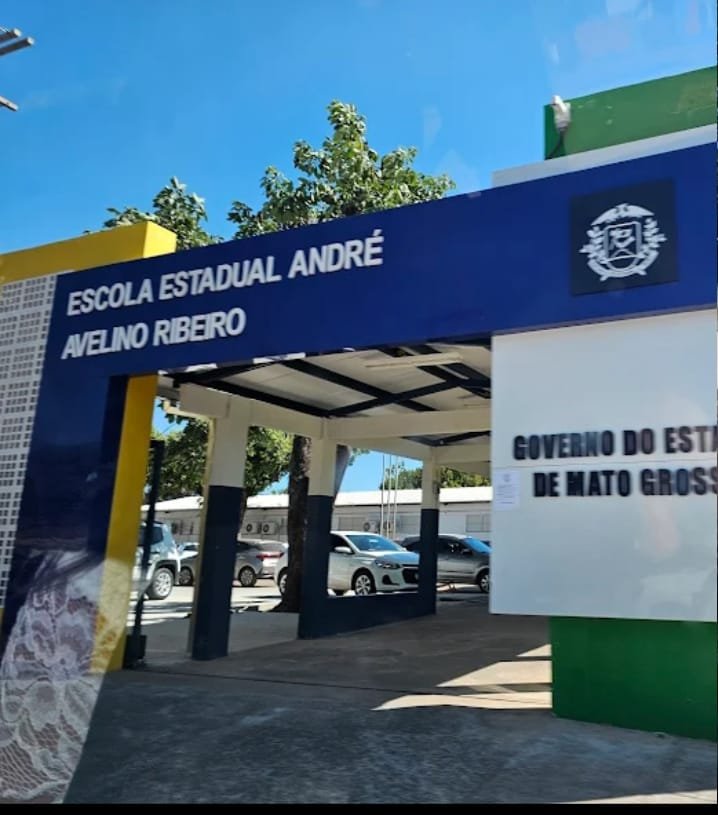 ESCOLA ESTADUAL ANDRÉ
AVELINO RIBEIRO
GOVERNO DO ESTA
DE MATO GROSS